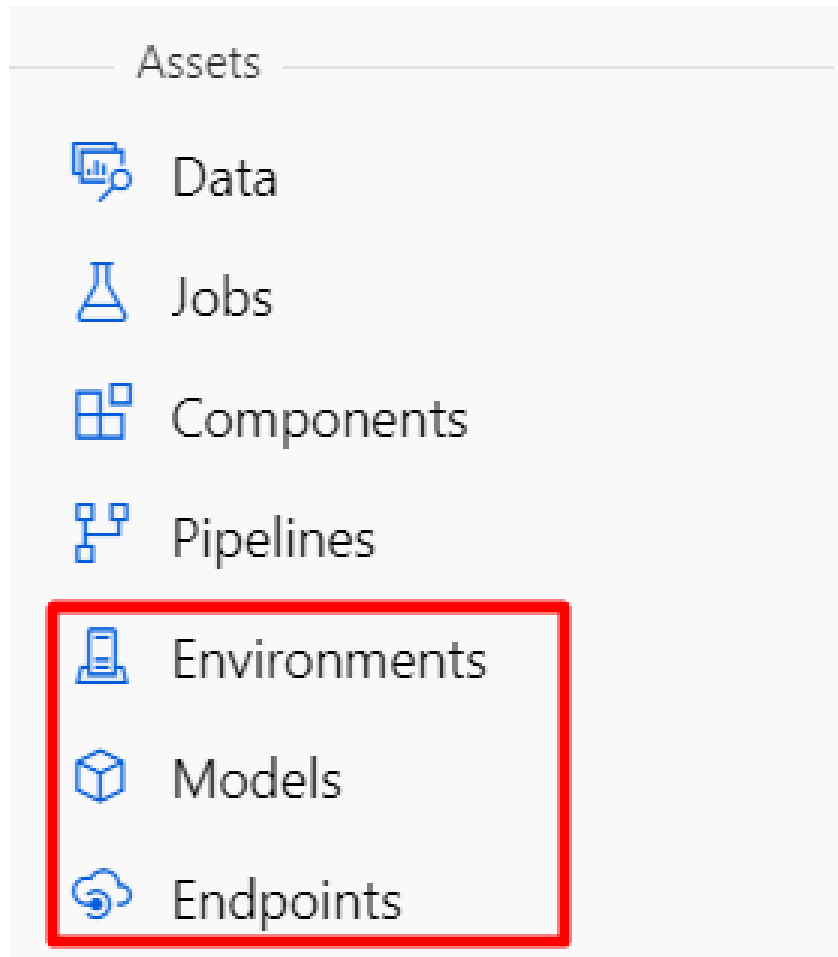 Assets
Data
Jobs
Components
Pipelines
Environments
Models
Endpoints